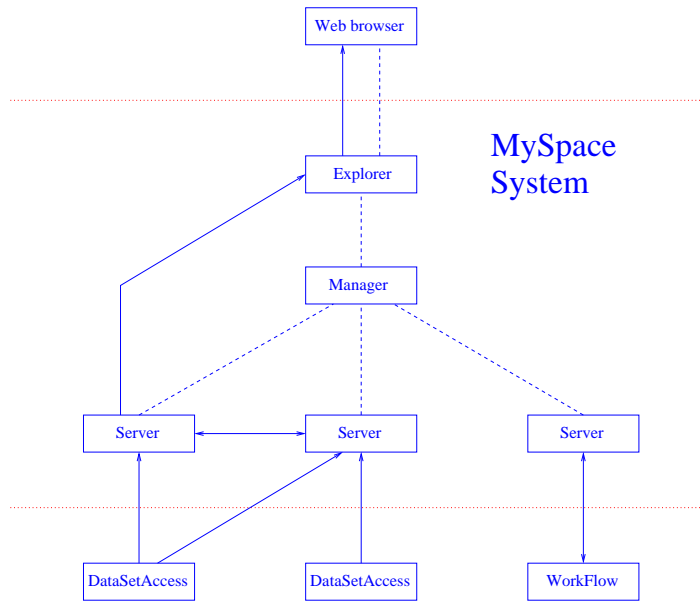 Web browser
MySpace
System
Explorer
Manager
Server
Server
Server
DataSetAccess
DataSetAccess
WorkFlow